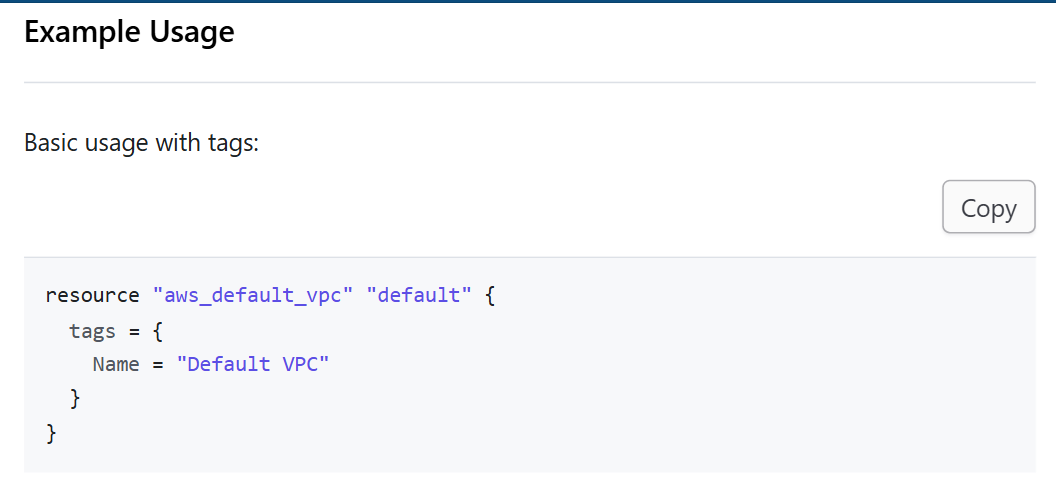 Example Usage
Basic usage with tags:
Copy
resource "aws_default_vpc" "default" {
  tags = {
    Name = "Default VPC"
  }
}